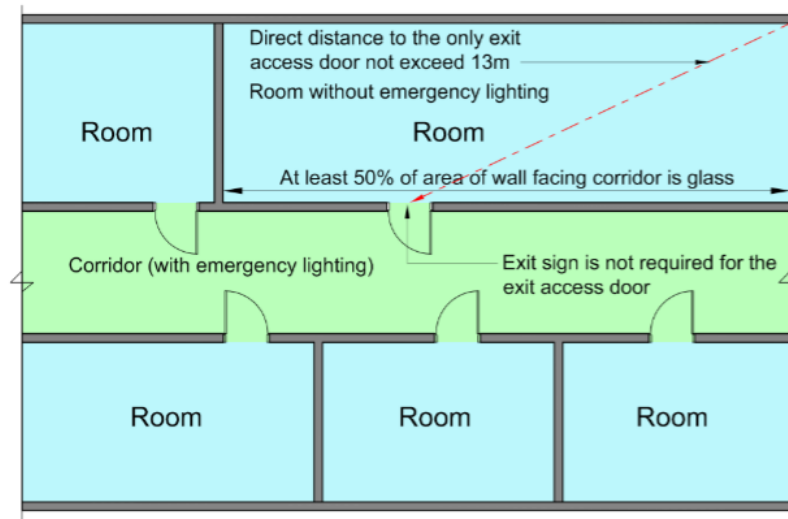 Direct distance to the only exit
access door not exceed 13m
Room without emergency lighting
Room
Room
At least 50% of area of wall facing corridor is glass
Corridor (with emergency lighting)
Exit sign is not required for the
exit access door
Room
Room
Room